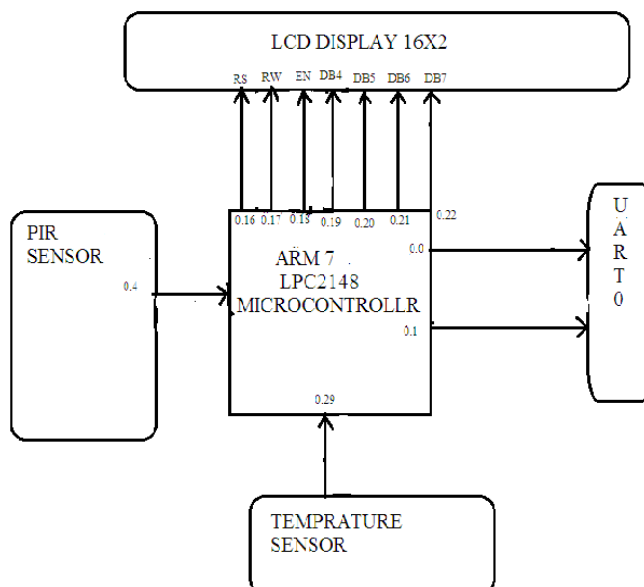 LCD DISPLAY 16X2
RS RW EN DB4 DB5 DB6 DB7
0.16 0.17 0.18 0.19 0.20 0.21 0.22
PIR
SENSOR
0.4
ARM 7
LPC2148
MICROCONTROLLR
0.0
0.1
0.29
U
A
R
T
0
TEMPRATURE
SENSOR